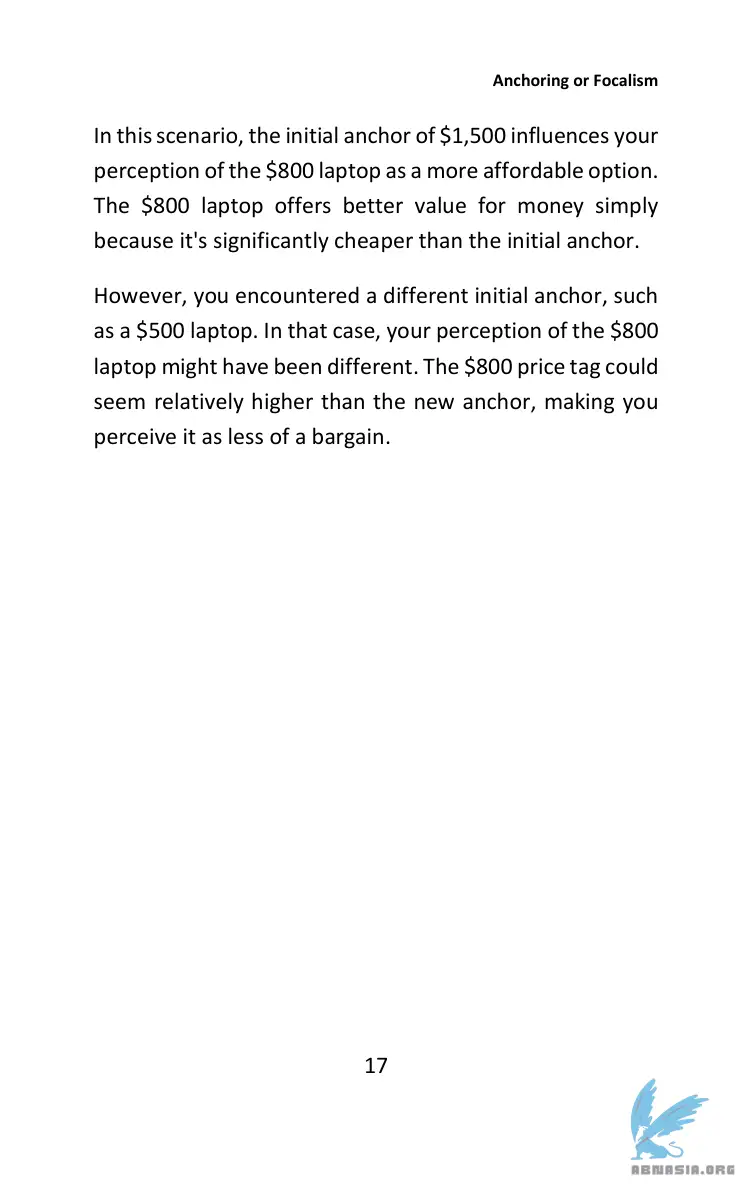 Anchoring or Focalism
In this scenario, the initial anchor of $1,500 influences your
perception of the $800 laptop as a more affordable option.
The $800 laptop offers better value for money simply
because it's significantly cheaper than the initial anchor.
However, you encountered a different initial anchor, such
as a $500 laptop. In that case, your perception of the $800
laptop might have been different. The $800 price tag could
seem relatively higher than the new anchor, making you
perceive it as less of a bargain.
17
ABNASIA.ORG